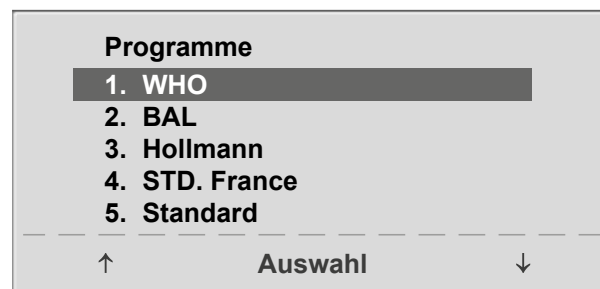 Programme
1. WHO
2. BAL
3. Hollmann
4. STD. France
5. Standard
↑ Auswahl ↓